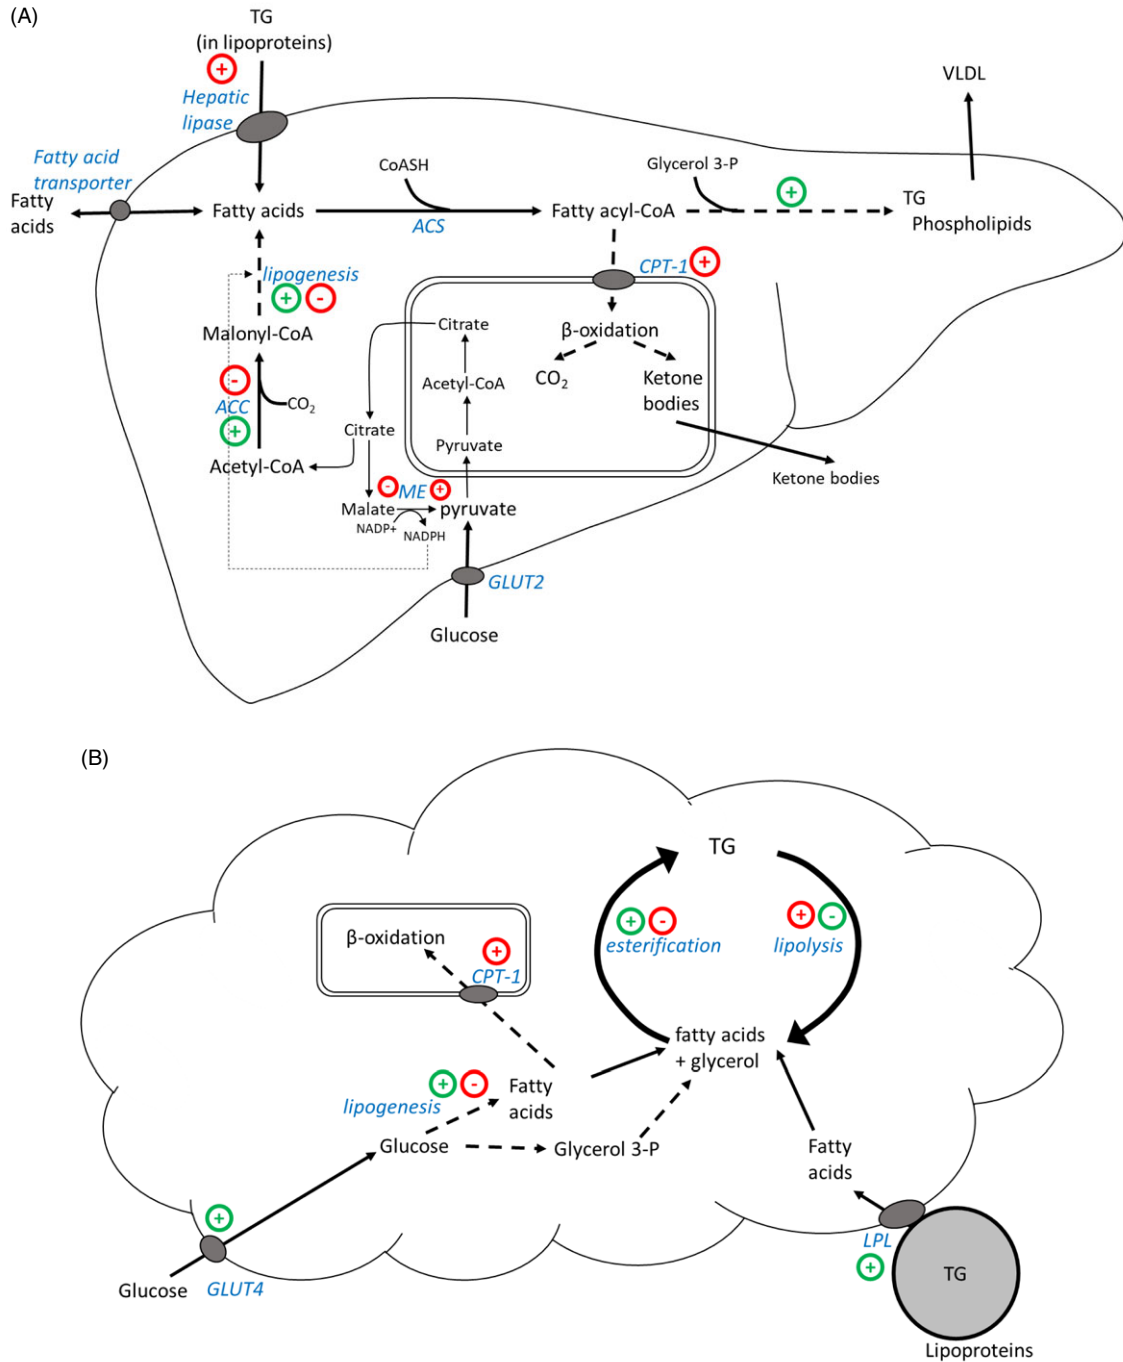 (A)
TG
(in lipoproteins)
+
Hepatic
lipase
VLDL
Fatty acid
transporter
Fatty
acids
Fatty acids
CoASH
ACS
Fatty acyl-CoA
Glycerol 3-P
+
TG
Phospholipids
lipogenesis
+ -
CPT-1 +
Malonyl-CoA
-
ACC
+
CO₂
Acetyl-CoA
Citrate
Acetyl-CoA
Pyruvate
β-oxidation
CO₂
Ketone
bodies
Ketone bodies
Citrate
- ME +
Malate
pyruvate
NADP+
NADPH
GLUT2
Glucose
(B)
TG
β-oxidation
+
CPT-1
+ -
esterification
+ -
lipolysis
fatty acids
+ glycerol
+ -
lipogenesis
Fatty
acids
Glucose
Glycerol 3-P
Fatty
acids
+
Glucose
GLUT4
LPL
+
TG
Lipoproteins